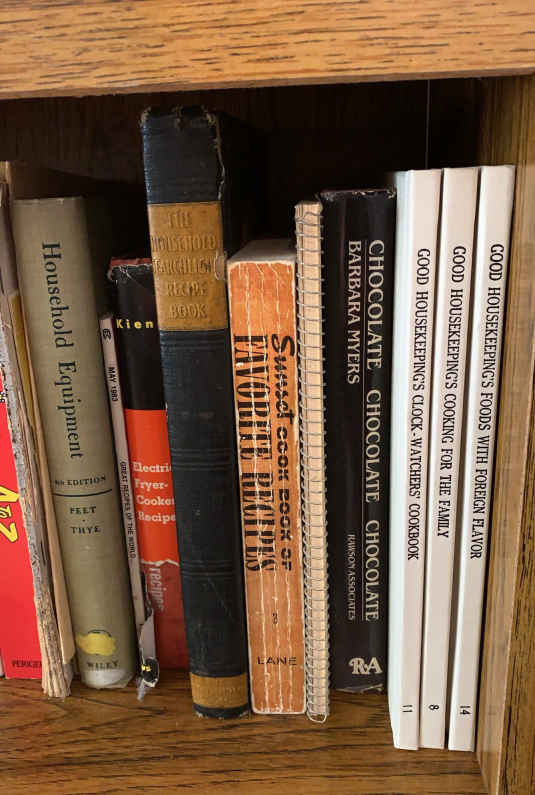 A to Z
PERIGEE
Household Equipment
4th EDITION
PEET
THYE
WILEY
MAY 1983
GREAT RECIPES OF THE WORLD
Kien
Electric
Fryer-
Cooker
Recipes
recipes
THE
HOUSEHOLD
SEARCHLIGHT
RECIPE
BOOK
Sunset COOK BOOK OF
FAVORITE RECIPES
LANE
CHOCOLATE CHOCOLATE CHOCOLATE
BARBARA MYERS
RAWSON ASSOCIATES
RA
GOOD HOUSEKEEPING'S CLOCK-WATCHERS' COOKBOOK
11
GOOD HOUSEKEEPING'S COOKING FOR THE FAMILY
8
GOOD HOUSEKEEPING'S FOODS WITH FOREIGN FLAVOR
14